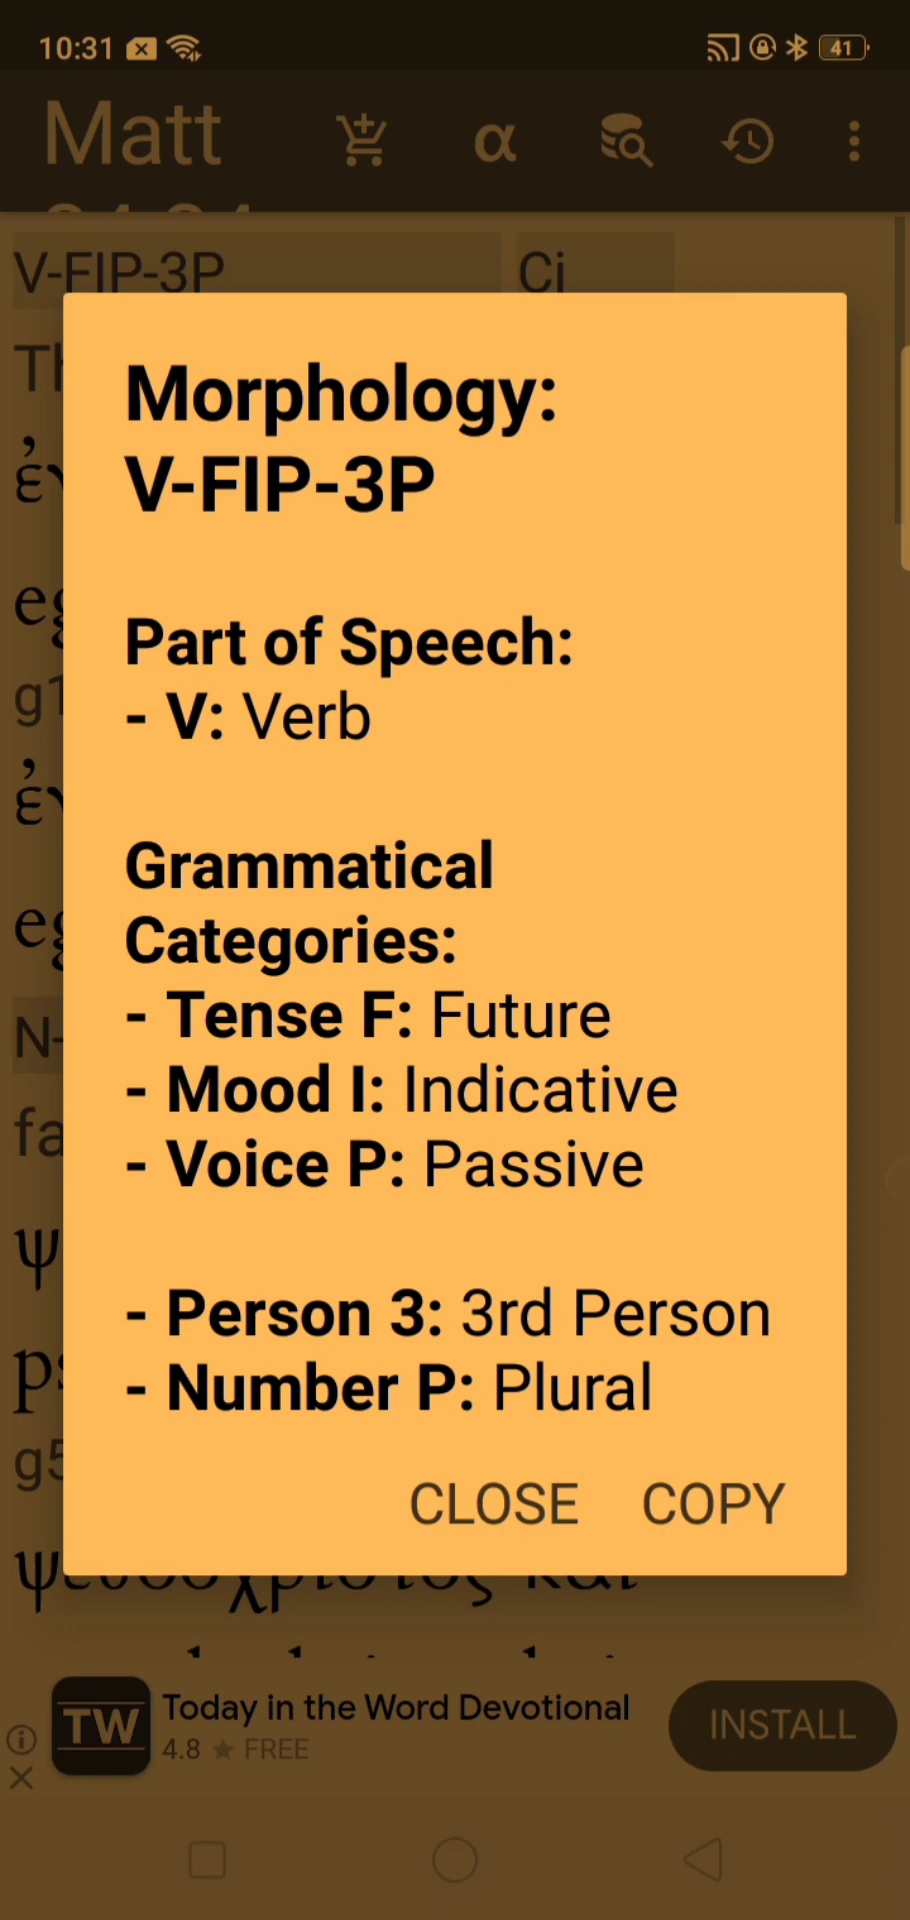 10:31
41
Matt
V-FIP-3P Ci
Morphology:
V-FIP-3P
Part of Speech:
- V: Verb
Grammatical
Categories:
- Tense F: Future
- Mood I: Indicative
- Voice P: Passive
- Person 3: 3rd Person
- Number P: Plural
CLOSE COPY
TW
Today in the Word Devotional
4.8 ★ FREE
INSTALL